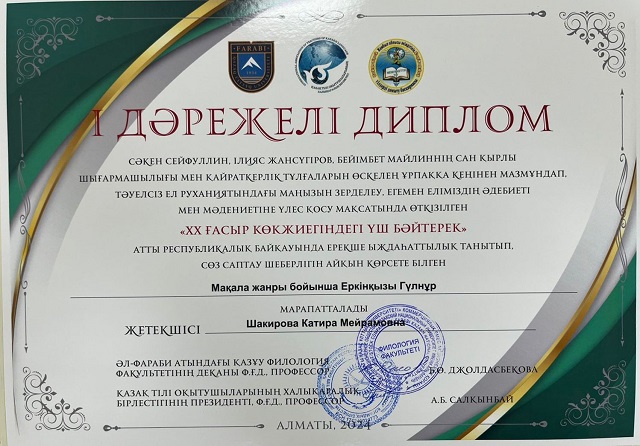 FARABI
І ДӘРЕЖЕЛІ ДИПЛОМ
СӘКЕН СЕЙФУЛЛИН, ІЛИЯС ЖАНСҮГІРОВ, БЕЙІМБЕТ МАЙЛИННІҢ САН ҚЫРЛЫ
ШЫҒАРМАШЫЛЫҒЫ МЕН ҚАЙРАТКЕРЛІК ТҰЛҒАЛАРЫН ӨСКЕЛЕҢ ҰРПАҚҚА КЕҢІНЕН МАЗМҰНДАП,
ТӘУЕЛСІЗ ЕЛ РУХАНИЯТЫНДАҒЫ МАҢЫЗЫН ЗЕРДЕЛЕУ, ЕГЕМЕН ЕЛІМІЗДІҢ ӘДЕБИЕТІ
МЕН МӘДЕНИЕТІНЕ ҮЛЕС ҚОСУ МАҚСАТЫНДА ӨТКІЗІЛГЕН
«ХХ ҒАСЫР КӨКЖИЕГІНДЕГІ ҮШ БӘЙТЕРЕК»
АТТЫ РЕСПУБЛИКАЛЫҚ БАЙҚАУЫНДА ЕРЕКШЕ ЫЖДАҺАТТЫЛЫҚ ТАНЫТЫП,
СӨЗ САПТАУ ШЕБЕРЛІГІН АЙҚЫН КӨРСЕТЕ БІЛГЕН
Мақала жанры бойынша Еркінқызы Гүлнұр
МАРАПАТТАЛАДЫ
ЖЕТЕКШІСІ Шакирова Катира Мейрамовна
ФИЛОЛОГИЯ
ФАКУЛЬТЕТІ
ӘЛ-ФАРАБИ АТЫНДАҒЫ ҚАЗҰУ ФИЛОЛОГИЯ
ФАКУЛЬТЕТІНІҢ ДЕКАНЫ Ф.Ғ.Д., ПРОФЕССОР Б.Ө. ДЖОЛДАСБЕКОВА
ҚАЗАҚ ТІЛІ ОҚЫТУШЫЛАРЫНЫҢ ХАЛЫҚАРАЛЫҚ
БІРЛЕСТІГІНІҢ ПРЕЗИДЕНТІ, Ф.Ғ.Д., ПРОФЕССОР А.Б. САЛҚЫНБАЙ
АЛМАТЫ, 2024